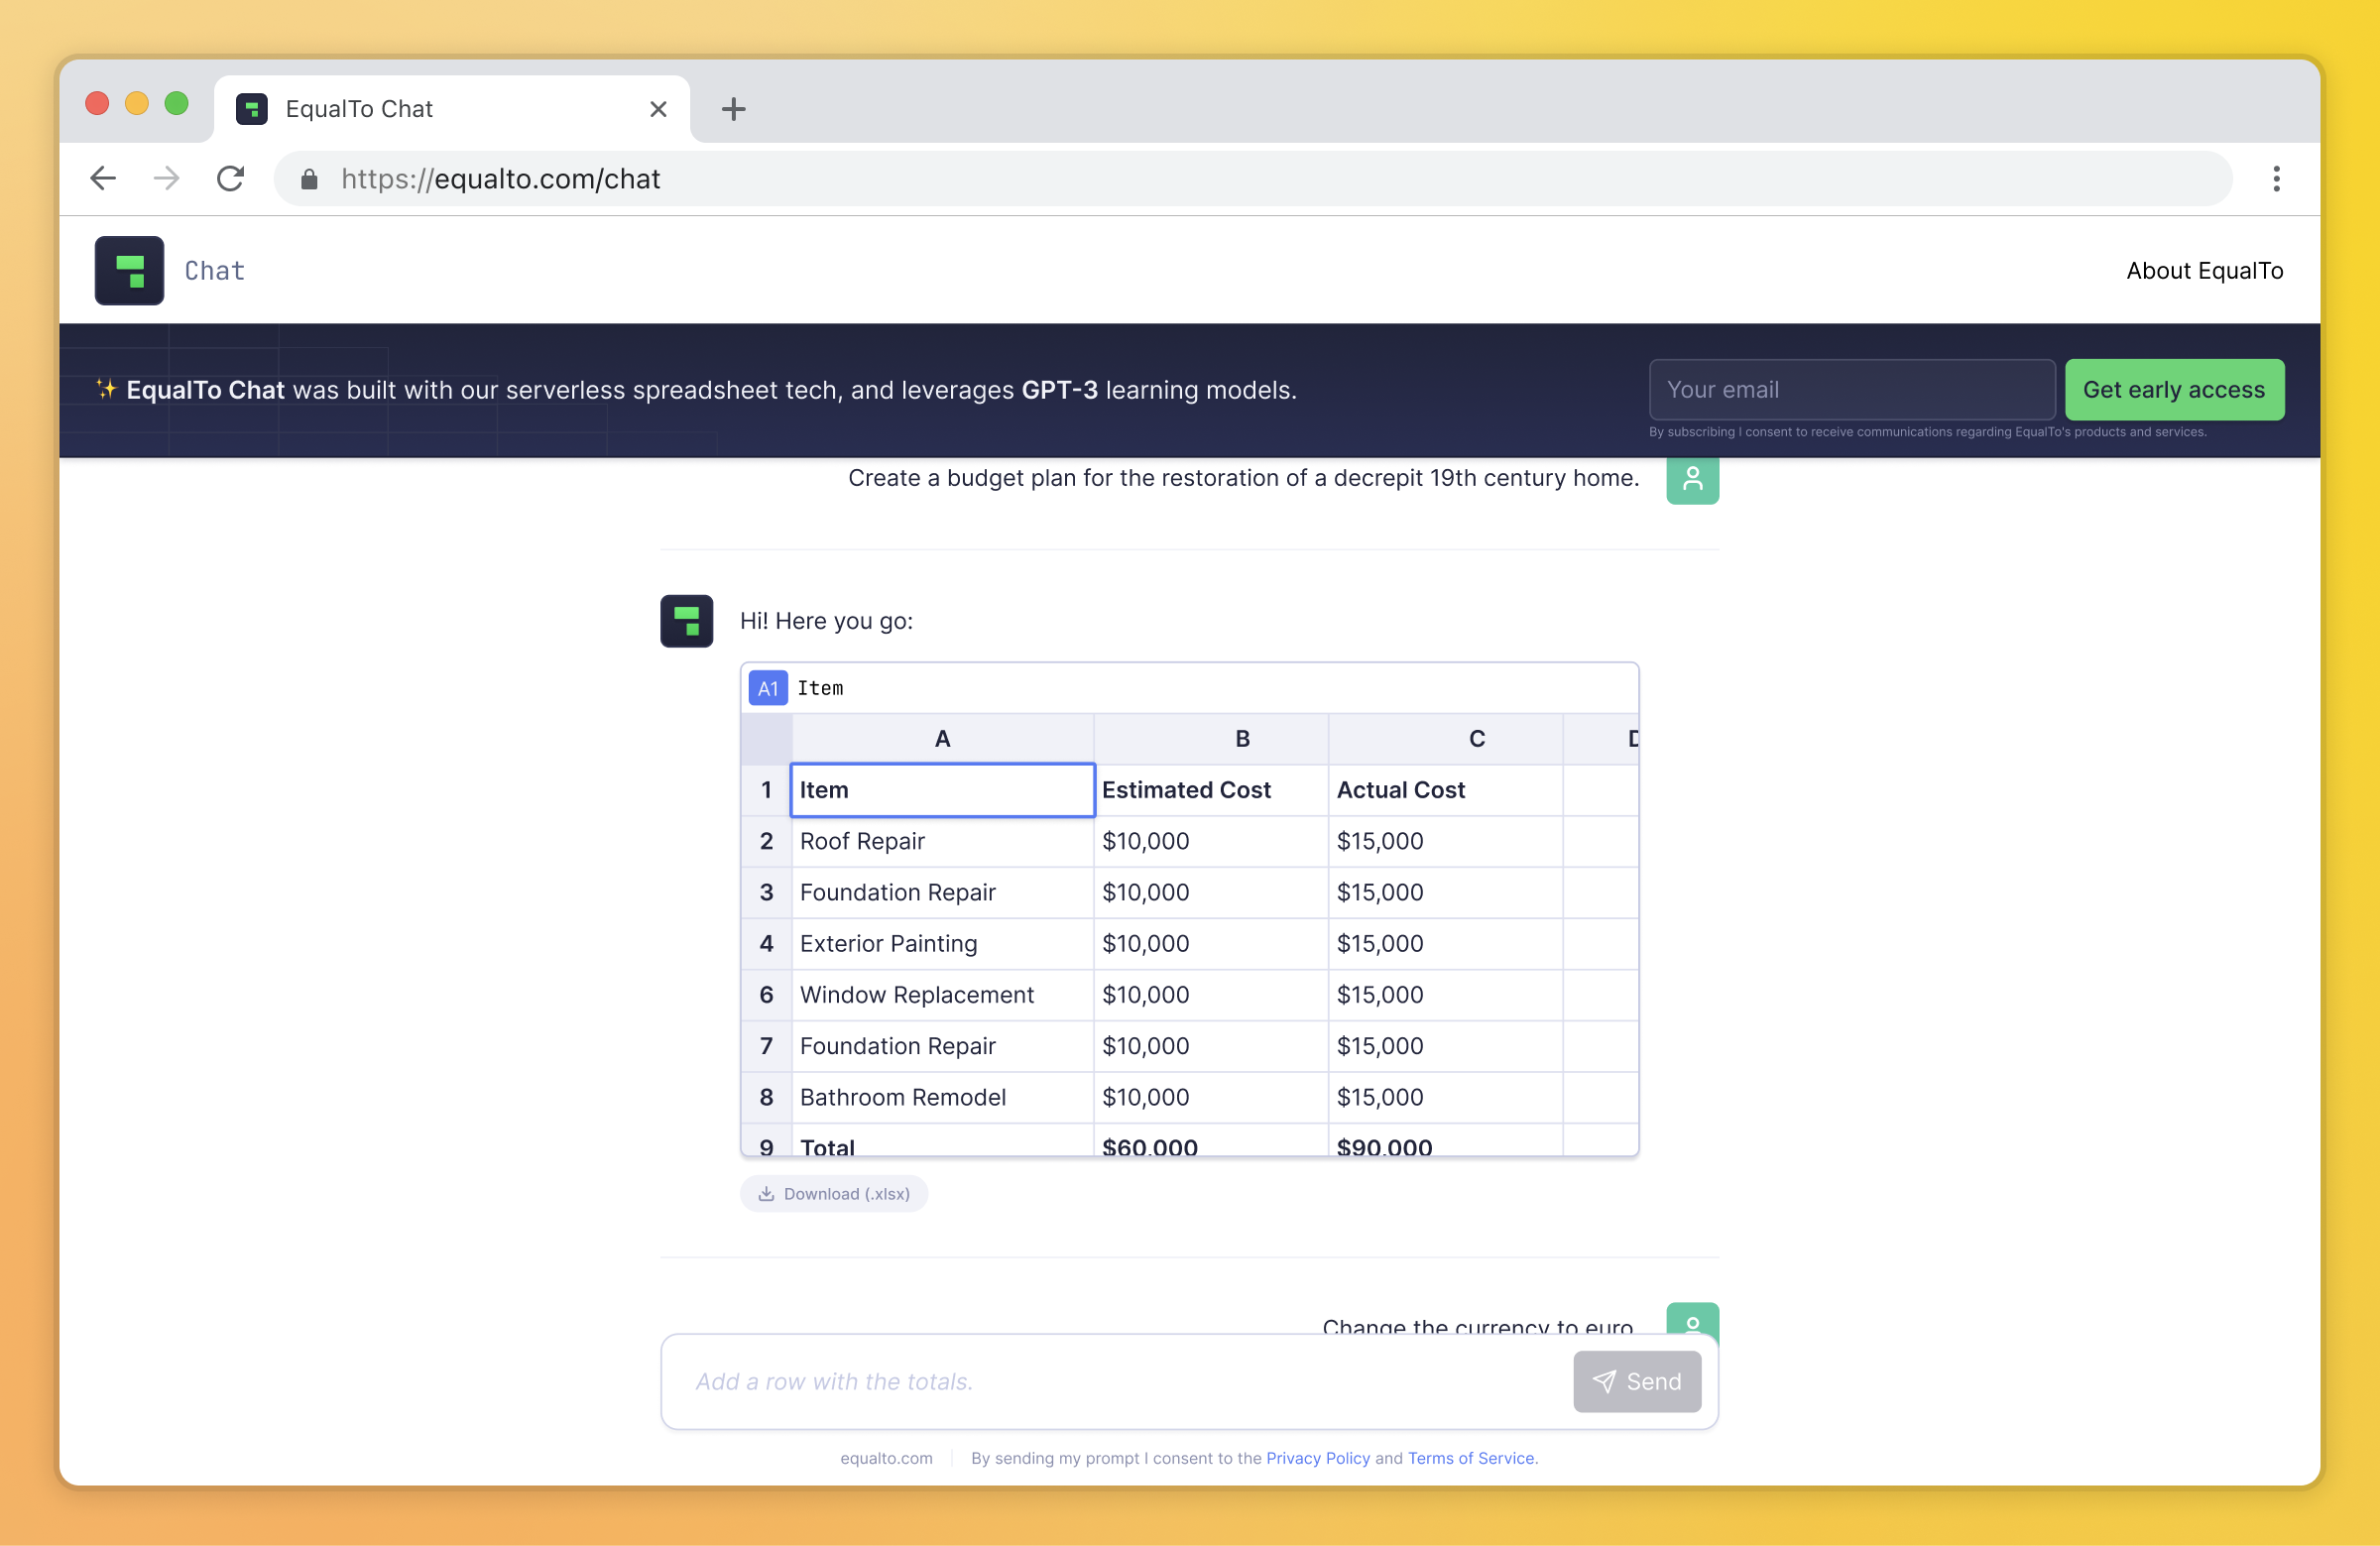 EqualTo Chat
https://equalto.com/chat
Chat
About EqualTo
✨ EqualTo Chat was built with our serverless spreadsheet tech, and leverages GPT-3 learning models.
Your email
Get early access
By subscribing I consent to receive communications regarding EqualTo's products and services.
Create a budget plan for the restoration of a decrepit 19th century home.
Hi! Here you go:
A1 Item
A B C D
1 Item Estimated Cost Actual Cost
2 Roof Repair $10,000 $15,000
3 Foundation Repair $10,000 $15,000
4 Exterior Painting $10,000 $15,000
6 Window Replacement $10,000 $15,000
7 Foundation Repair $10,000 $15,000
8 Bathroom Remodel $10,000 $15,000
9 Total $60,000 $90,000
Download (.xlsx)
Change the currency to euro
Add a row with the totals.
Send
equalto.com
By sending my prompt I consent to the Privacy Policy and Terms of Service.